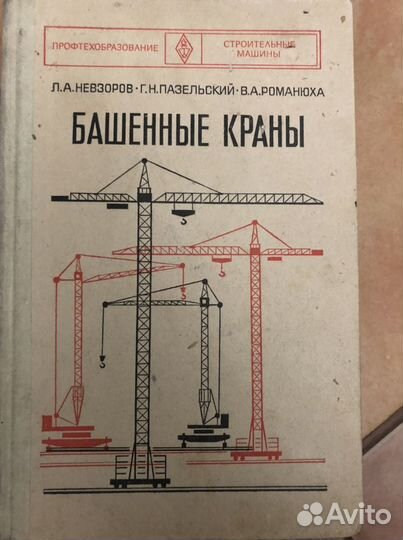 ПРОФТЕХОБРАЗОВАНИЕ
СТРОИТЕЛЬНЫЕ
МАШИНЫ
Л.А.НЕВЗОРОВ·Г.Н.ПАЗЕЛЬСКИЙ·В.А.РОМАНЮХА
БАШЕННЫЕ КРАНЫ
Avito